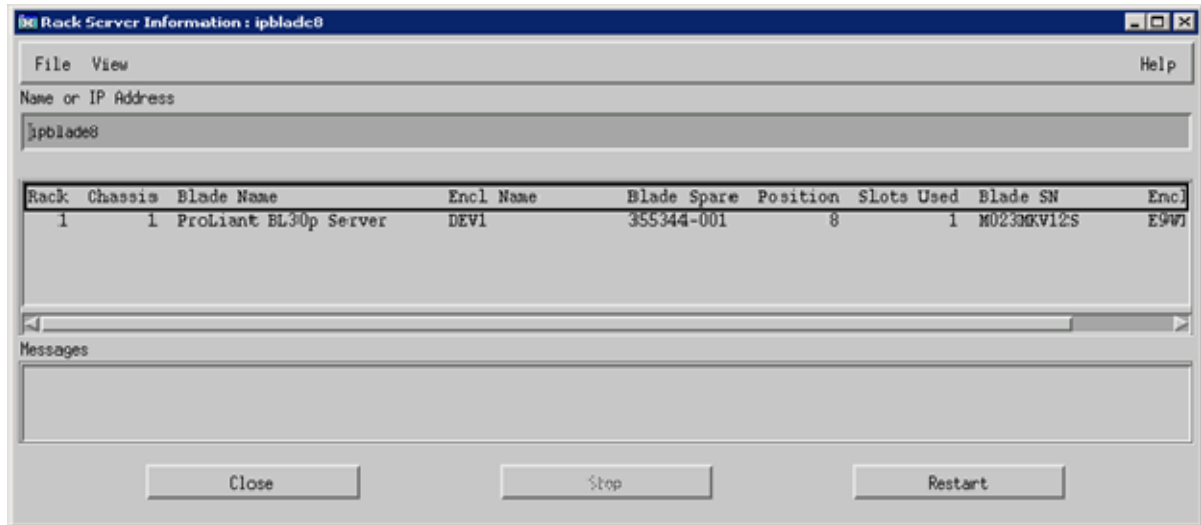 Rack Server Information : ipblade8
File View Help
Name or IP Address
ipblade8
Rack Chassis Blade Name Encl Name Blade Spare Position Slots Used Blade SN Encl
1 1 ProLiant BL30p Server DEV1 355344-001 8 1 M023MKV12S
Messages
Close Stop Restart